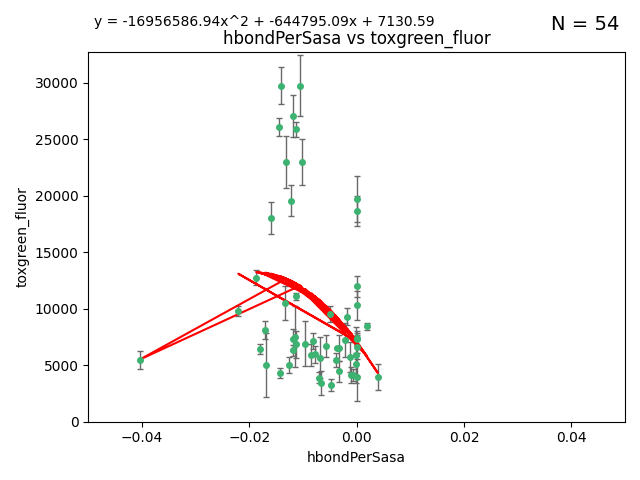 y = -16956586.94x^2 + -644795.09x + 7130.59
N = 54
hbondPerSasa vs toxgreen_fluor
30000
25000
20000
15000
10000
5000
0
toxgreen_fluor
−0.04
−0.02
0.00
0.02
0.04
hbondPerSasa